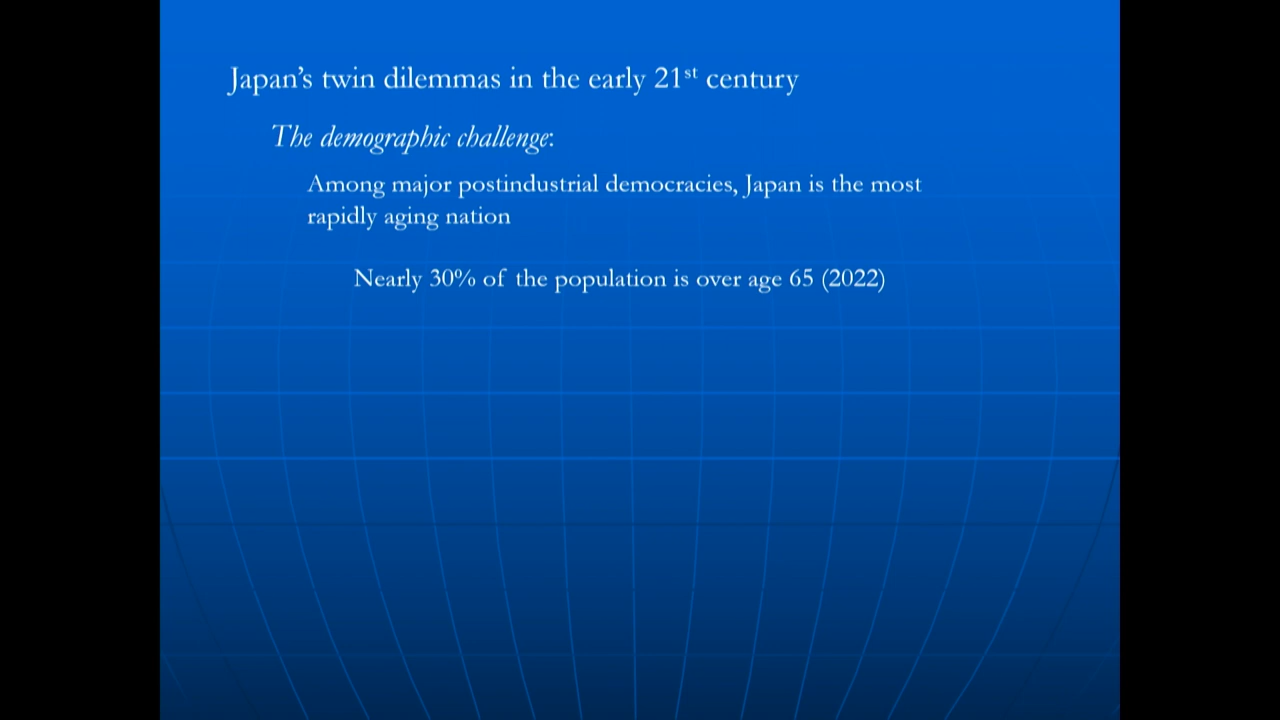 Japan’s twin dilemmas in the early 21st century
The demographic challenge:
Among major postindustrial democracies, Japan is the most
rapidly aging nation
Nearly 30% of the population is over age 65 (2022)